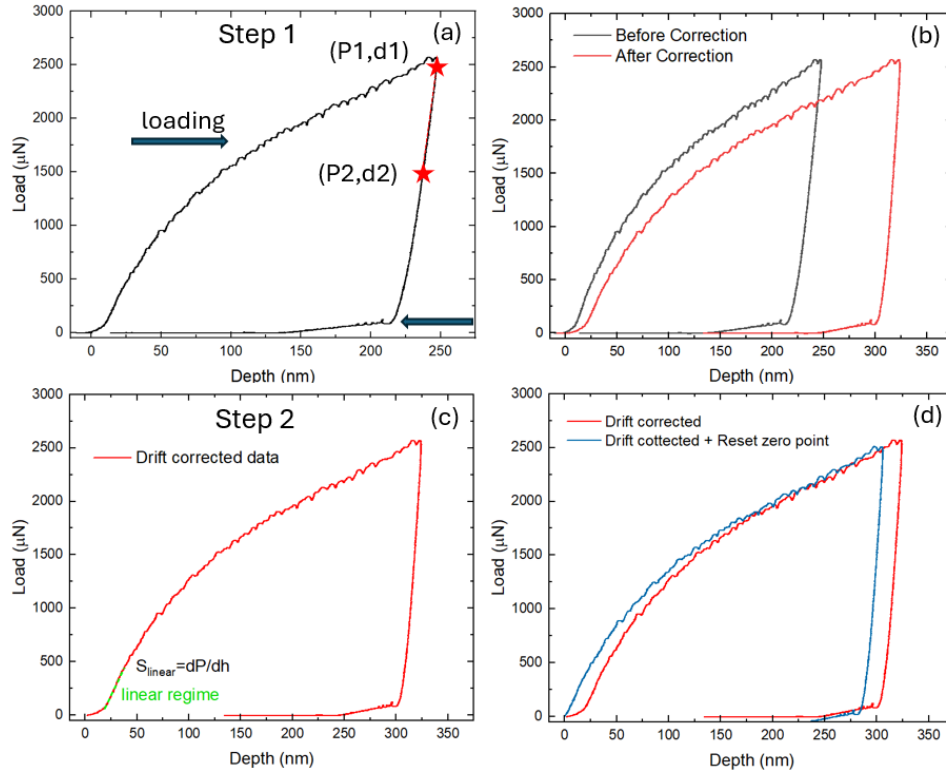 Step 1
(a)
(P1,d1)
loading
(P2,d2)
Load (µN)
3000
2500
2000
1500
1000
500
0
0
50
100
150
200
250
Depth (nm)
(b)
Before Correction
After Correction
Load (µN)
3000
2500
2000
1500
1000
500
0
0
50
100
150
200
250
300
350
Depth (nm)
Step 2
(c)
Drift corrected data
S linear=dP/dh
linear regime
Load (µN)
3000
2500
2000
1500
1000
500
0
0
50
100
150
200
250
300
350
Depth (nm)
(d)
Drift corrected
Drift cottected + Reset zero point
Load (µN)
3000
2500
2000
1500
1000
500
0
0
50
100
150
200
250
300
350
Depth (nm)